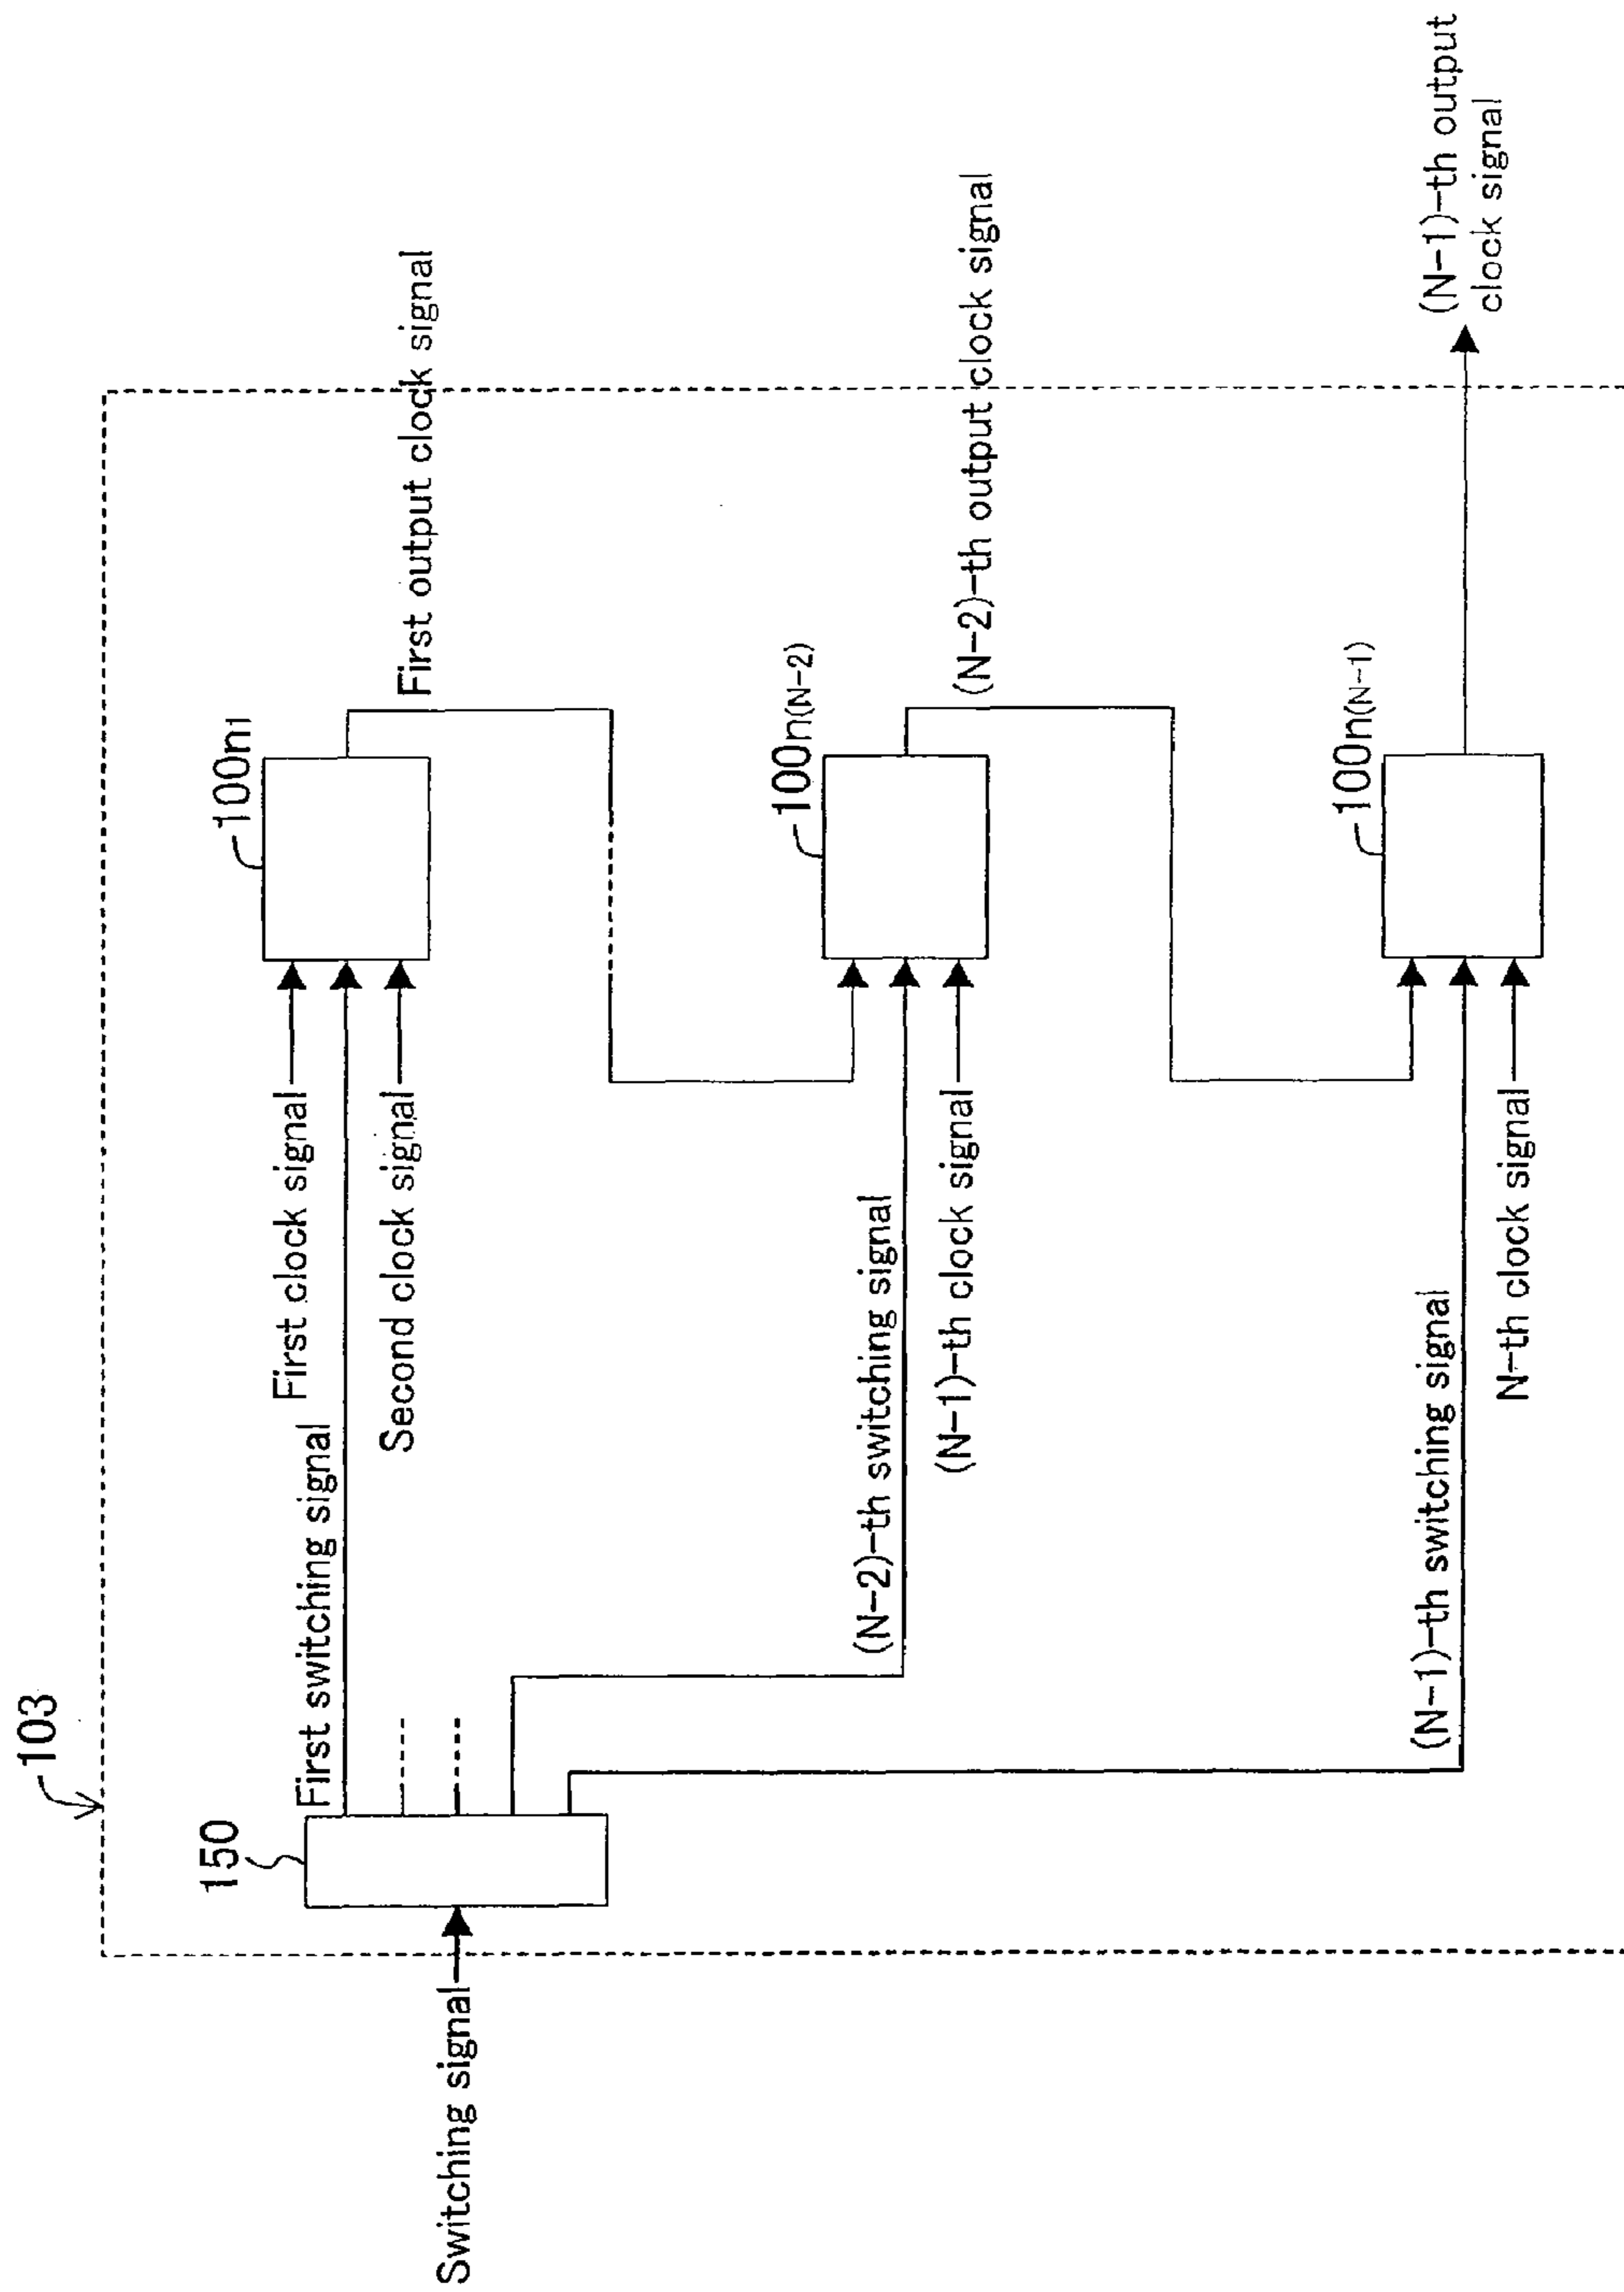 103
150
Switching signal
First switching signal
First clock signal
Second clock signal
100n1
First output clock signal
(N-2)-th switching signal
(N-1)-th clock signal
100n(N-2)
(N-2)-th output clock signal
(N-1)-th switching signal
N-th clock signal
100n(N-1)
(N-1)-th output
clock signal